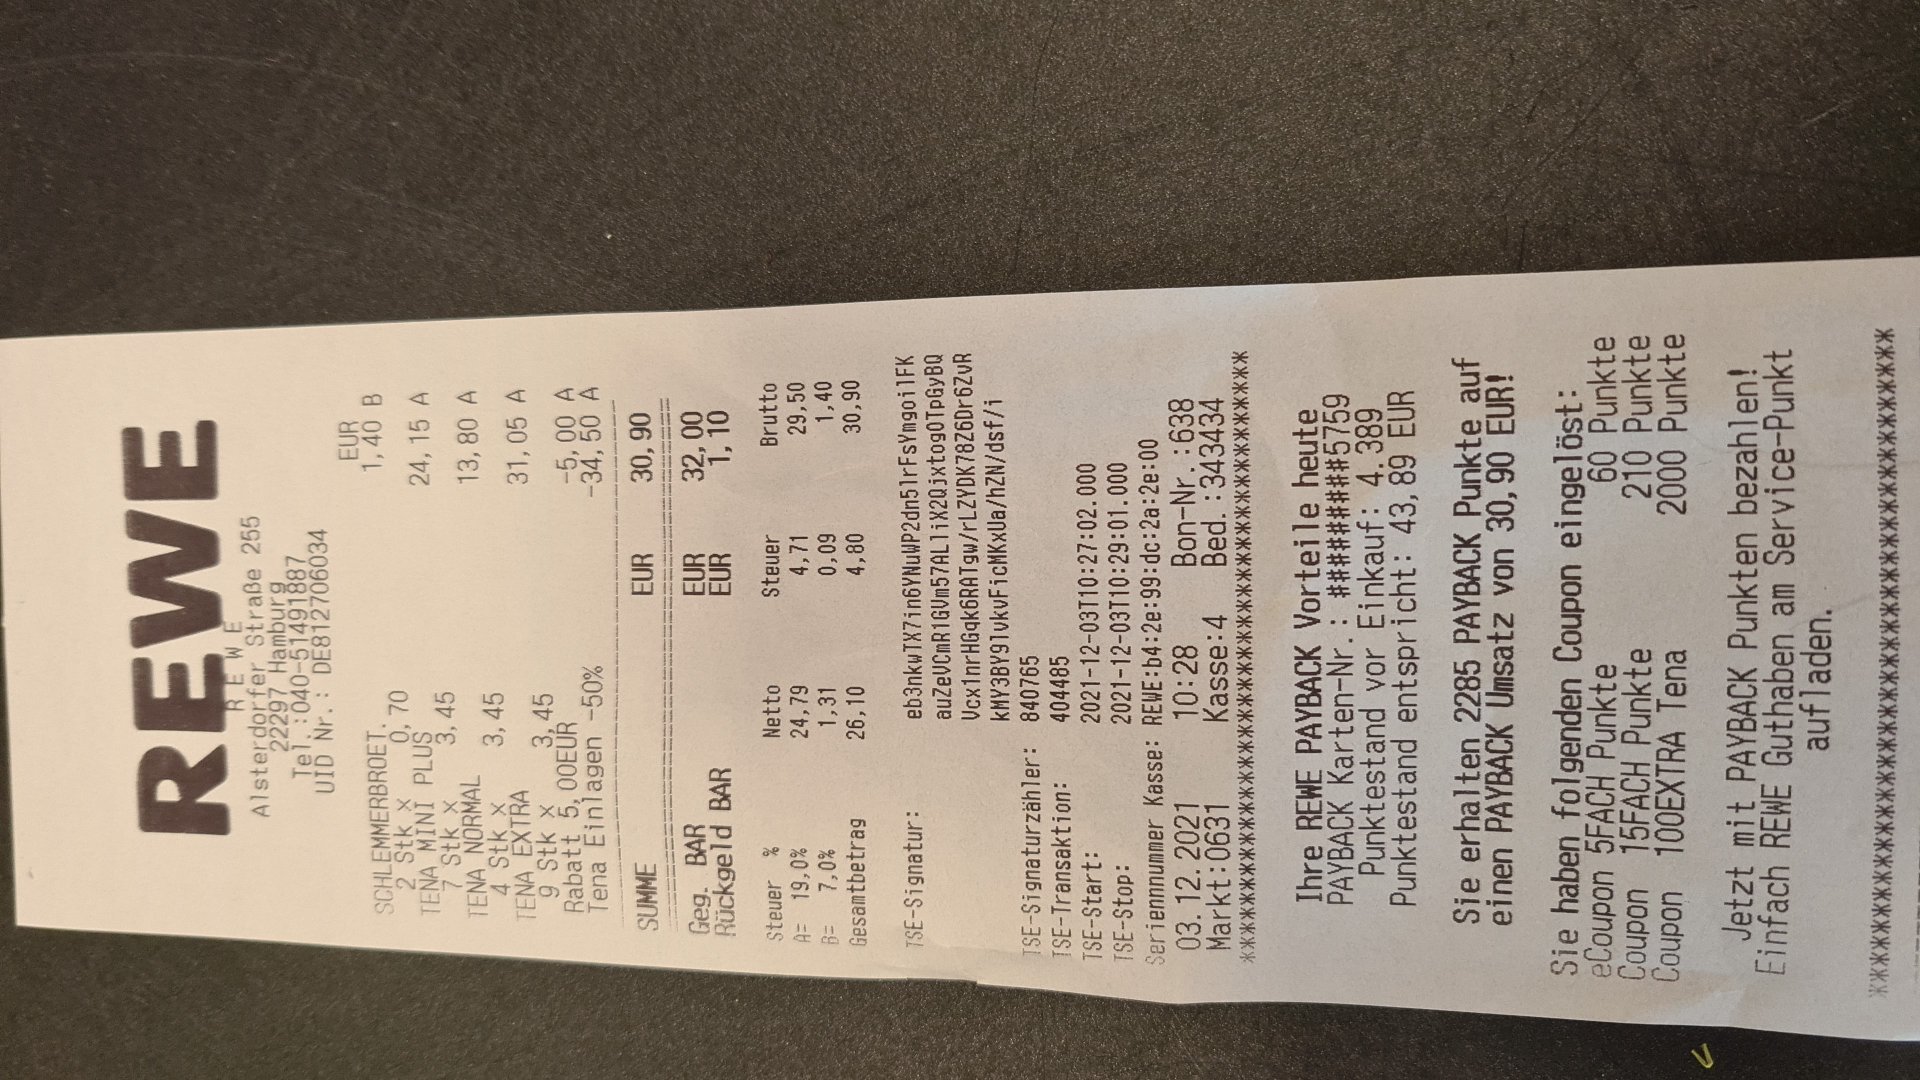 REWE
R E W E
Alsterdorfer Straße 255
22297 Hamburg
Tel.:040-51491887
UID Nr.: DE812706034
EUR
SCHLEMMERBROET. 1,40 B
2 Stk x 0,70
TENA MINI PLUS 24,15 A
7 Stk x 3,45
TENA NORMAL 13,80 A
4 Stk x 3,45
TENA EXTRA 31,05 A
9 Stk x 3,45
Rabatt 5,00EUR -5,00 A
Tena Einlagen -50% -34,50 A
SUMME EUR 30,90
Geg. BAR EUR 32,00
Rückgeld BAR EUR 1,10
Steuer % Netto Steuer Brutto
A= 19,0% 24,79 4,71 29,50
B= 7,0% 1,31 0,09 1,40
Gesamtbetrag 26,10 4,80 30,90
TSE-Signatur:
TSE-Signaturzähler: 840765
TSE-Transaktion: 404485
TSE-Start: 2021-12-03T10:27:02.000
TSE-Stop: 2021-12-03T10:29:01.000
Seriennummer Kasse: REWE:b4:2e:99:dc:2a:2e:00
03.12.2021 10:28 Bon-Nr.:638
Markt:0631 Kasse:4 Bed.:343434
Ihre REWE PAYBACK Vorteile heute
PAYBACK Karten-Nr.: #########5759
Punktestand vor Einkauf: 4.389
Punktestand entspricht: 43,89 EUR
Sie erhalten 2285 PAYBACK Punkte auf
einen PAYBACK Umsatz von 30,90 EUR!
Sie haben folgenden Coupon eingelöst:
eCoupon 5FACH Punkte 60 Punkte
Coupon 15FACH Punkte 210 Punkte
Coupon 100EXTRA Tena 2000 Punkte
Jetzt mit PAYBACK Punkten bezahlen!
Einfach REWE Guthaben am Service-Punkt
aufladen.